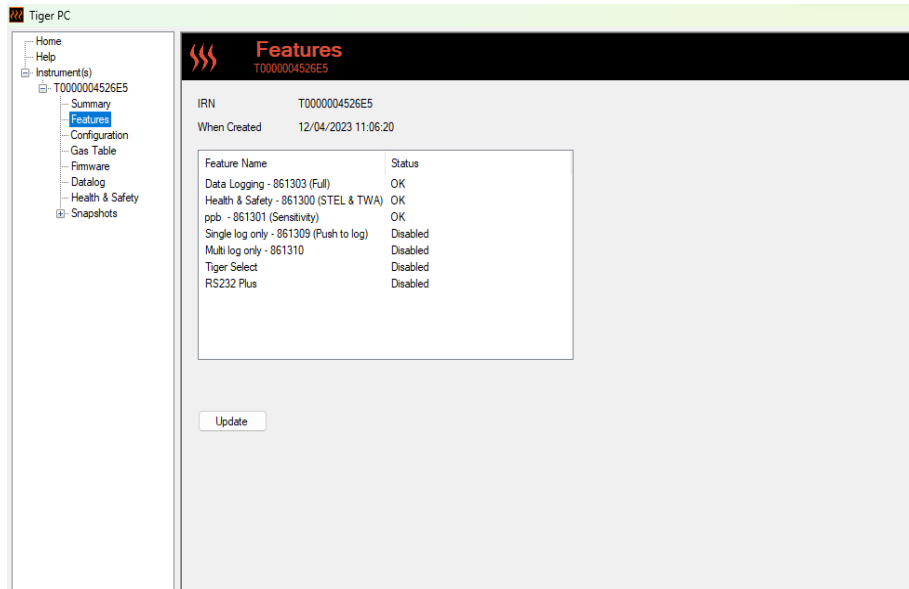 Tiger PC
Home
Help
Instrument(s)
T0000004526E5
Summary
Features
Configuration
Gas Table
Firmware
Datalog
Health & Safety
Snapshots
Features
T0000004526E5
IRN T0000004526E5
When Created 12/04/2023 11:06:20
Feature Name Status
Data Logging - 861303 (Full) OK
Health & Safety - 861300 (STEL & TWA) OK
ppb - 861301 (Sensitivity) OK
Single log only - 861309 (Push to log) Disabled
Multi log only - 861310 Disabled
Tiger Select Disabled
RS232 Plus Disabled
Update